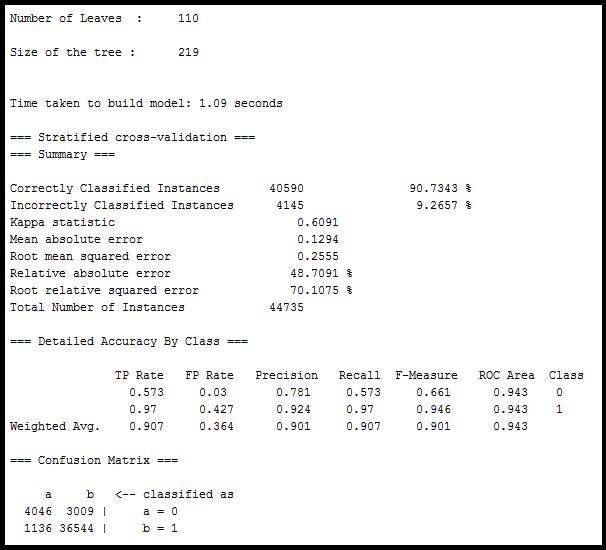 Number of Leaves  :     110
Size of the tree :      219
Time taken to build model: 1.09 seconds
=== Stratified cross-validation ===
=== Summary ===
Correctly Classified Instances       40590               90.7343 %
Incorrectly Classified Instances      4145                9.2657 %
Kappa statistic                          0.6091
Mean absolute error                      0.1294
Root mean squared error                  0.2555
Relative absolute error                 48.7091 %
Root relative squared error             70.1075 %
Total Number of Instances            44735
=== Detailed Accuracy By Class ===
               TP Rate   FP Rate   Precision   Recall  F-Measure   ROC Area  Class
                 0.573     0.03      0.781     0.573     0.661      0.943    0
                 0.97      0.427     0.924     0.97      0.946      0.943    1
Weighted Avg.    0.907     0.364     0.901     0.907     0.901      0.943
=== Confusion Matrix ===
     a     b   <-- classified as
  4046  3009 |     a = 0
  1136 36544 |     b = 1